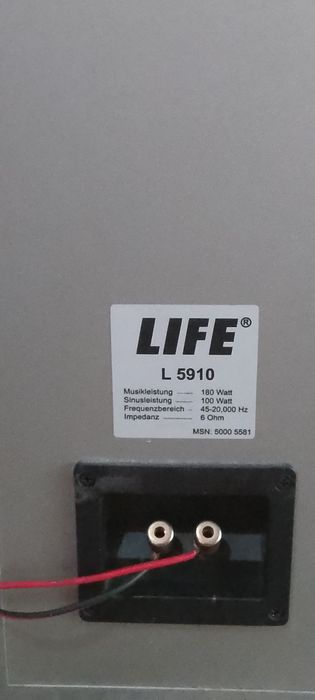 LIFE®
L 5910
Musikleistung ------ 180 Watt
Sinusleistung ------ 100 Watt
Frequenzbereich - 45-20,000 Hz
Impedanz ------ 6 Ohm
MSN: 5000 5581